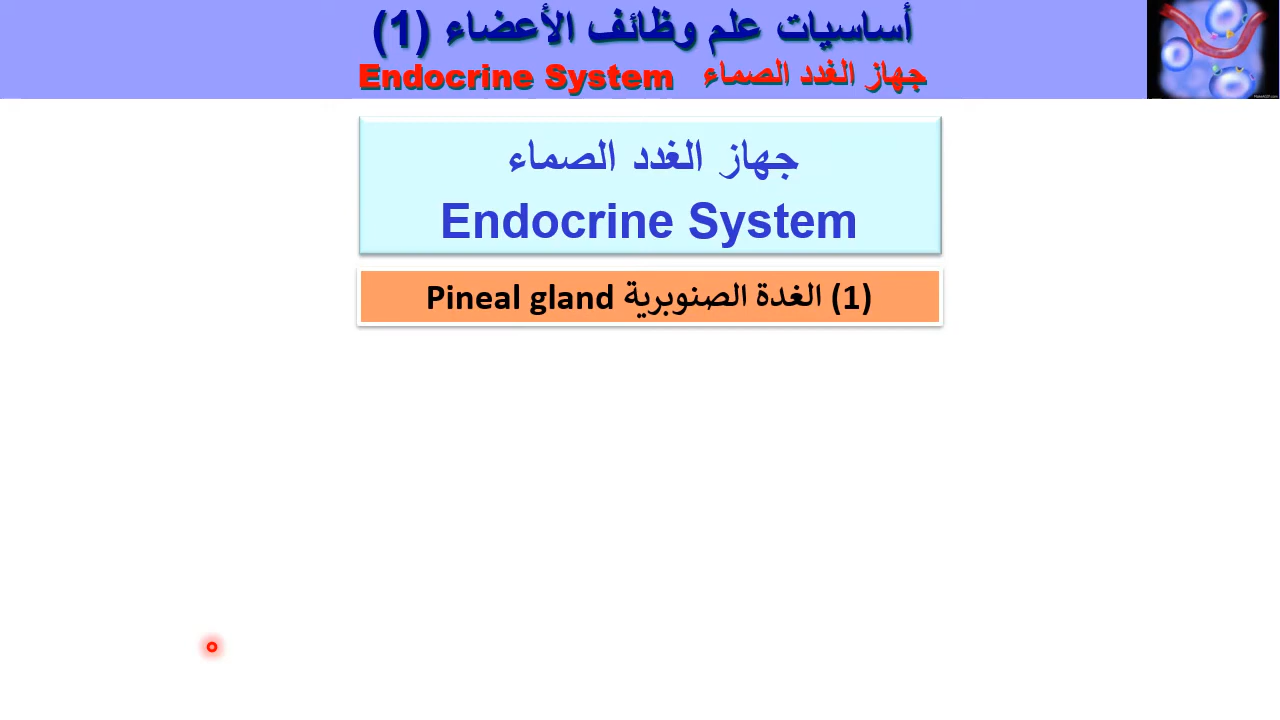 أساسيات علم وظائف الأعضاء (1)
جهاز الغدد الصماء Endocrine System
جهاز الغدد الصماء
Endocrine System
(1) الغدة الصنوبرية Pineal gland